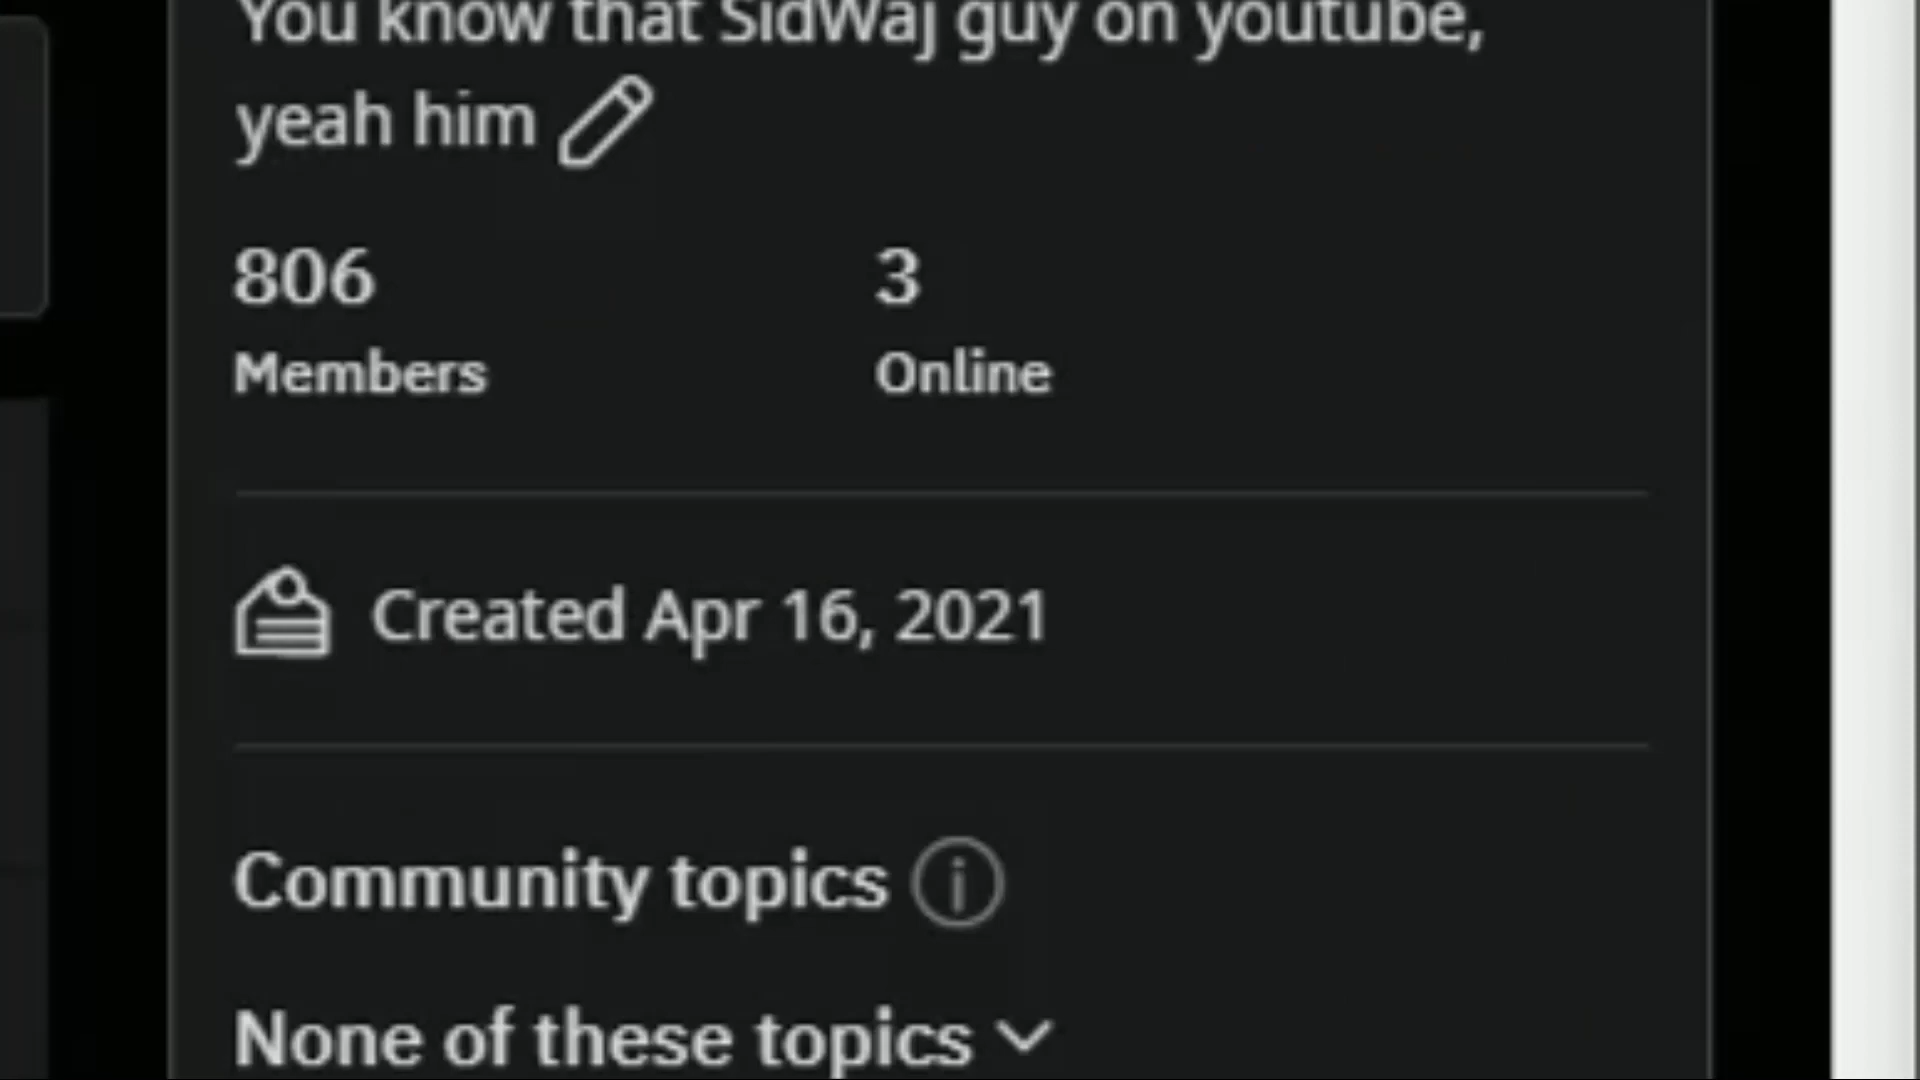 You know that SidWaj guy on youtube,
yeah him
806
3
Members
Online
Created Apr 16, 2021
Community topics
None of these topics